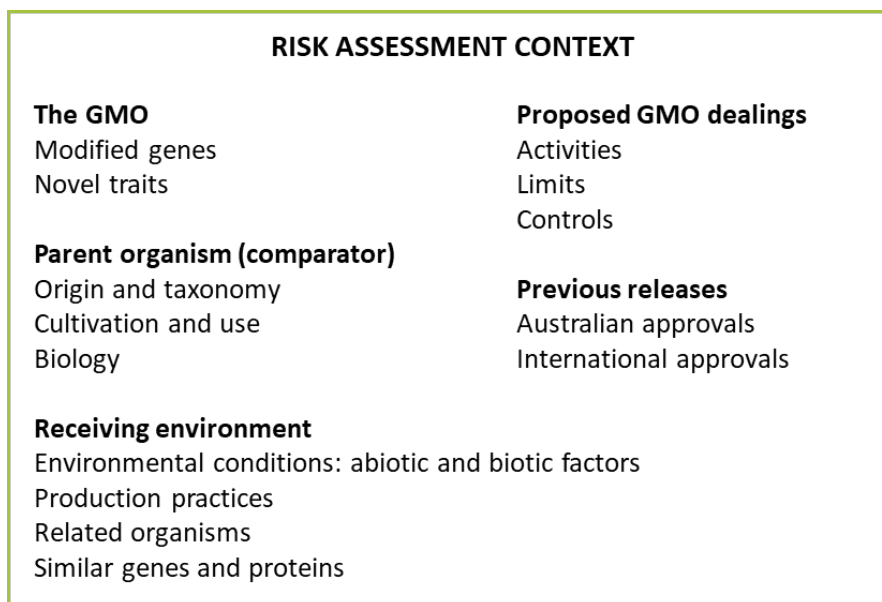 RISK ASSESSMENT CONTEXT
The GMO
Modified genes
Novel traits
Parent organism (comparator)
Origin and taxonomy
Cultivation and use
Biology
Proposed GMO dealings
Activities
Limits
Controls
Previous releases
Australian approvals
International approvals
Receiving environment
Environmental conditions: abiotic and biotic factors
Production practices
Related organisms
Similar genes and proteins